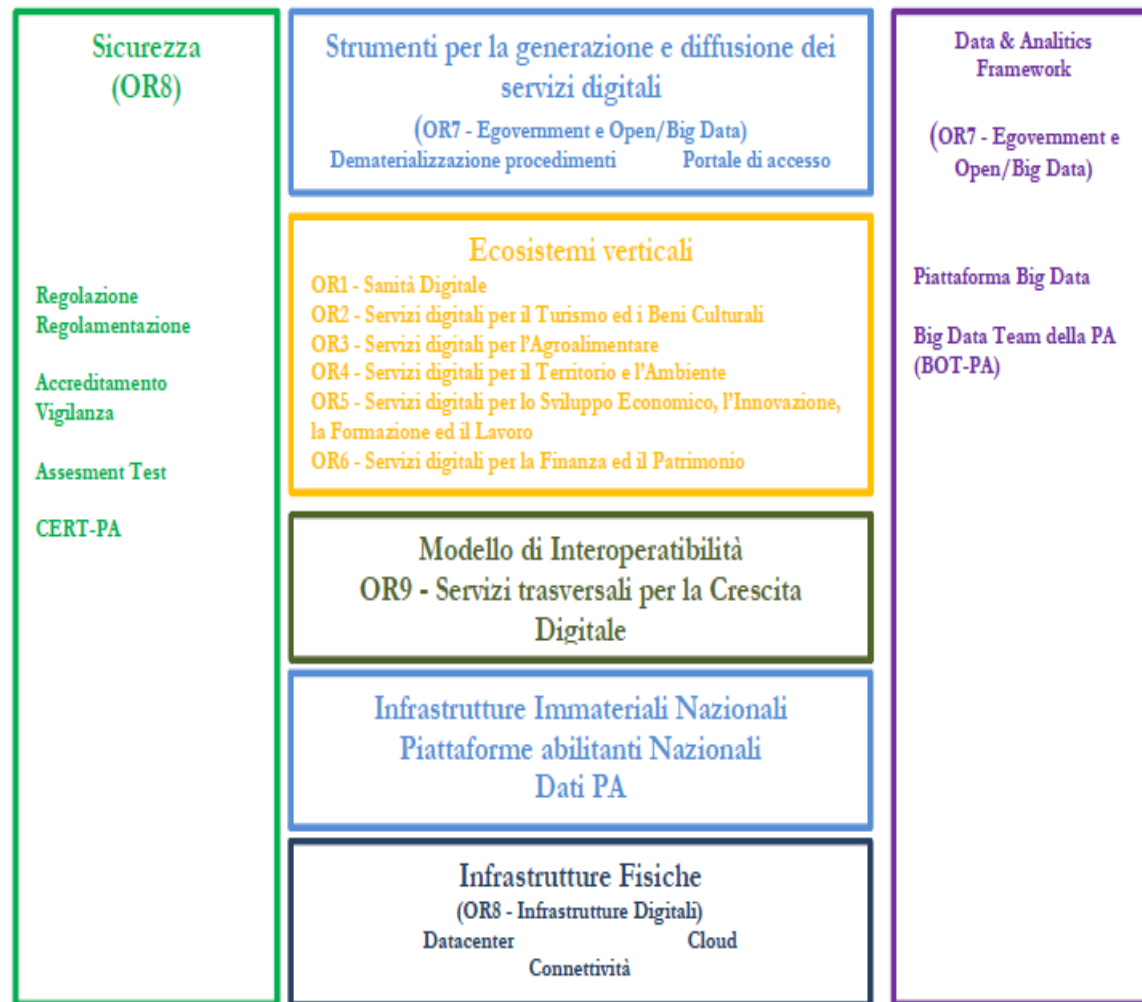 Sicurezza
(OR8)
Regolazione
Regolamentazione
Accreditamento
Vigilanza
Assesment Test
CERT-PA
Strumenti per la generazione e diffusione dei
servizi digitali
(OR7 - Egovernment e Open/Big Data)
Dematerializzazione procedimenti Portale di accesso
Ecosistemi verticali
OR1 - Sanità Digitale
OR2 - Servizi digitali per il Turismo ed i Beni Culturali
OR3 - Servizi digitali per l'Agroalimentare
OR4 - Servizi digitali per il Territorio e l'Ambiente
OR5 - Servizi digitali per lo Sviluppo Economico, l'Innovazione,
la Formazione ed il Lavoro
OR6 - Servizi digitali per la Finanza ed il Patrimonio
Modello di Interoperatibilità
OR9 - Servizi trasversali per la Crescita
Digitale
Infrastrutture Immateriali Nazionali
Piattaforme abilitanti Nazionali
Dati PA
Infrastrutture Fisiche
(OR8 - Infrastrutture Digitali)
Datacenter Cloud
Connettività
Data & Analitics
Framework
(OR7 - Egovernment e
Open/Big Data)
Piattaforma Big Data
Big Data Team della PA
(BOT-PA)